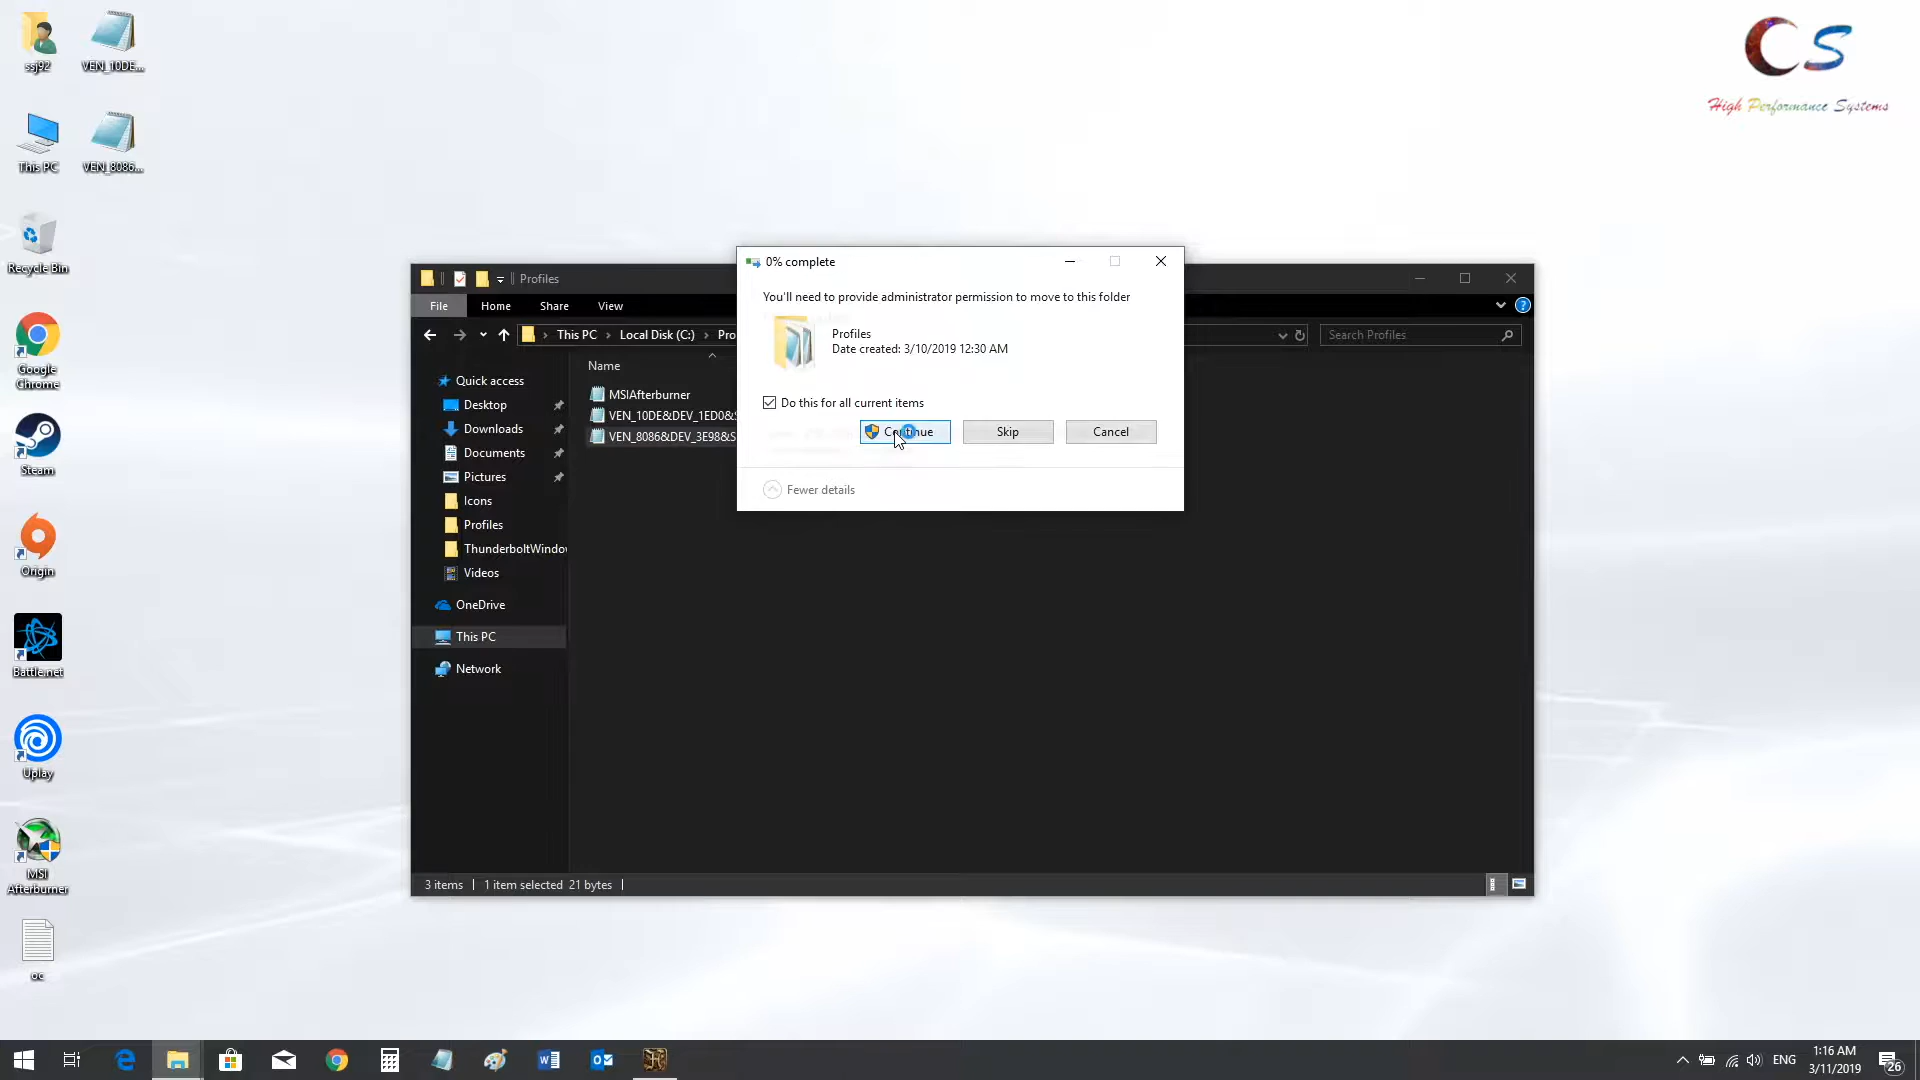 ssj92
VEN_10DE...
This PC
VEN_8086...
Recycle Bin
Google
Chrome
Steam
Origin
Battle.net
Uplay
MSI
Afterburner
oc
CS
High Performance Systems
Profiles
File
Home
Share
View
This PC
Local Disk (C:)
Pro
Search Profiles
Quick access
Desktop
Downloads
Documents
Pictures
Icons
Profiles
ThunderboltWindow
Videos
OneDrive
This PC
Network
Name
MSIAfterburner
VEN_10DE&DEV_1ED0&S
VEN_8086&DEV_3E98&S
3 items
1 item selected 21 bytes
0% complete
You'll need to provide administrator permission to move to this folder
Profiles
Date created: 3/10/2019 12:30 AM
Do this for all current items
Continue
Skip
Cancel
Fewer details
ENG
1:16 AM
3/11/2019
26